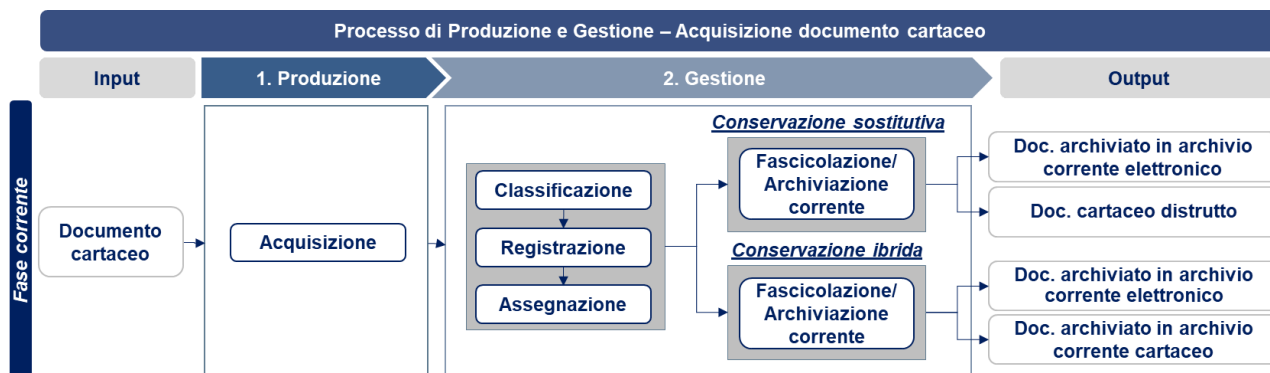 Processo di Produzione e Gestione – Acquisizione documento cartaceo
Input
1. Produzione
2. Gestione
Output
Fase corrente
Documento
cartaceo
Acquisizione
Classificazione
Registrazione
Assegnazione
Conservazione sostitutiva
Fascicolazione/
Archiviazione
corrente
Conservazione ibrida
Fascicolazione/
Archiviazione
corrente
Doc. archiviato in archivio
corrente elettronico
Doc. cartaceo distrutto
Doc. archiviato in archivio
corrente elettronico
Doc. archiviato in archivio
corrente cartaceo